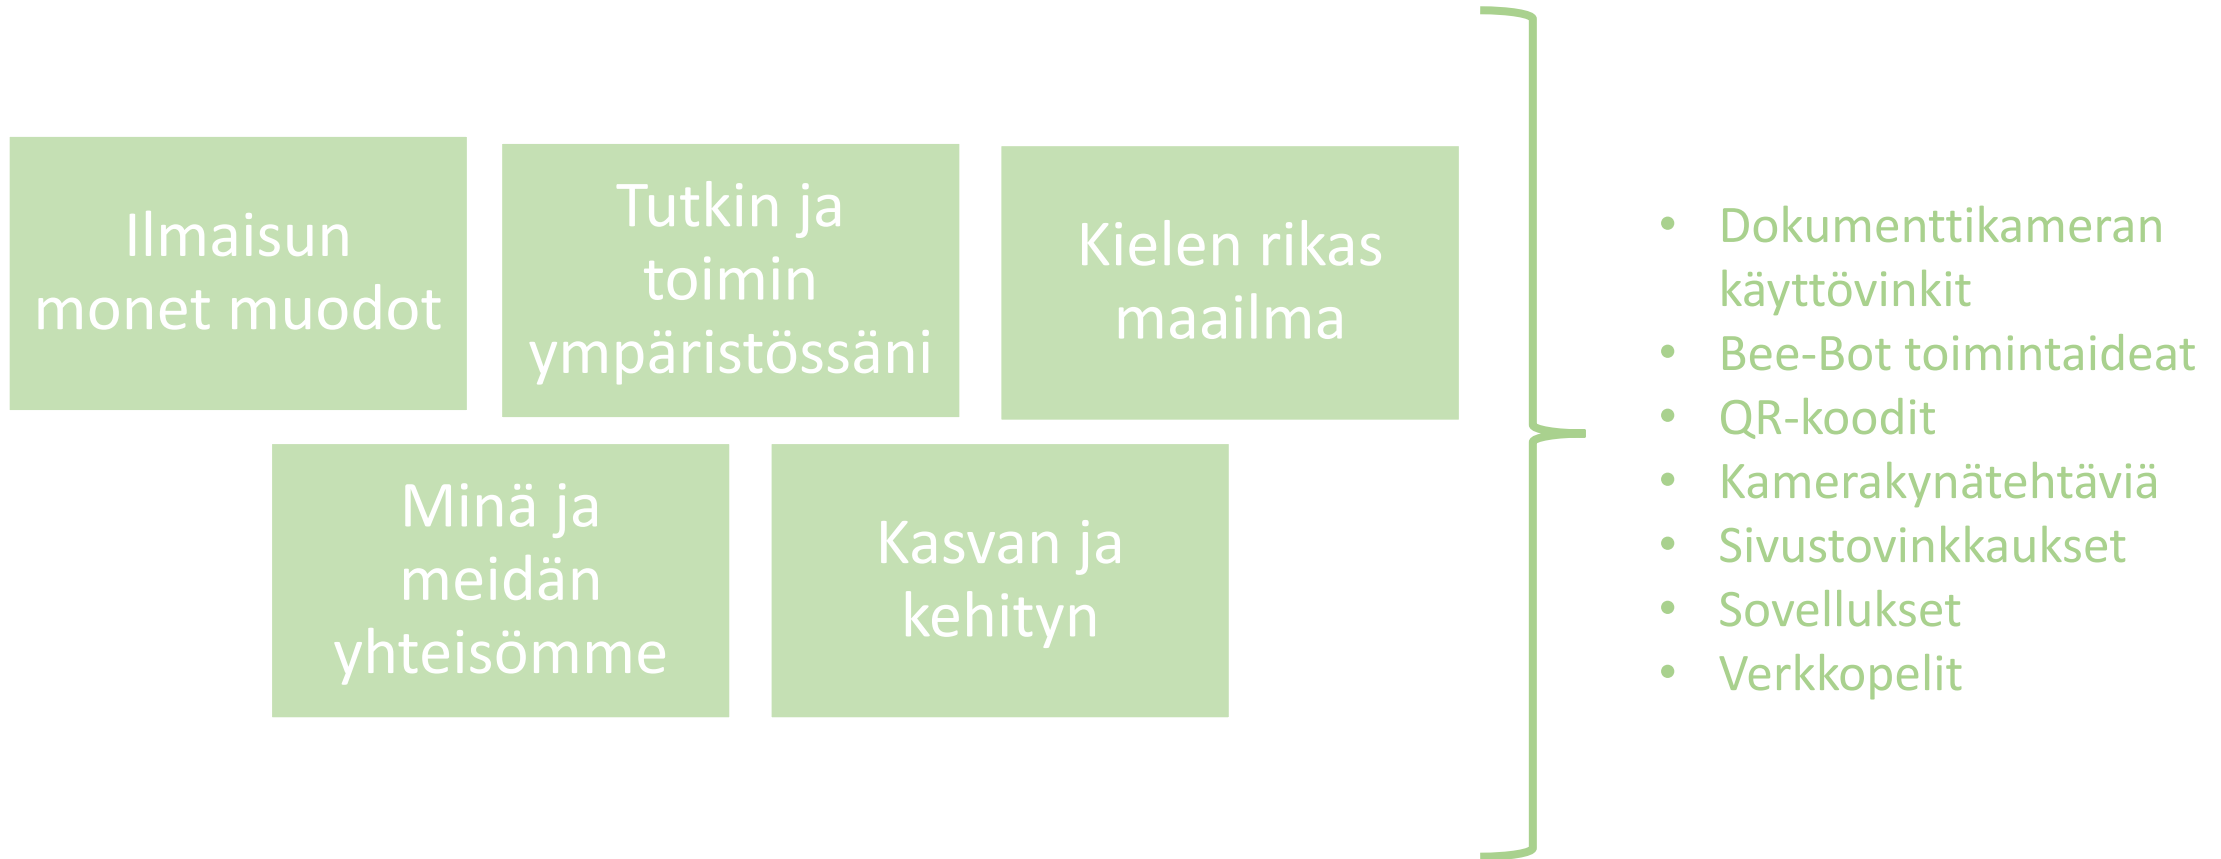 Ilmaisun
monet muodot
Tutkin ja
toimin
ympäristössäni
Kielen rikas
maailma
Minä ja
meidän
yhteisömme
Kasvan ja
kehityn
• Dokumenttikameran
käyttövinkit
• Bee-Bot toimintaideat
• QR-koodit
• Kamerakynätehtäviä
• Sivustovinkkaukset
• Sovellukset
• Verkkopelit